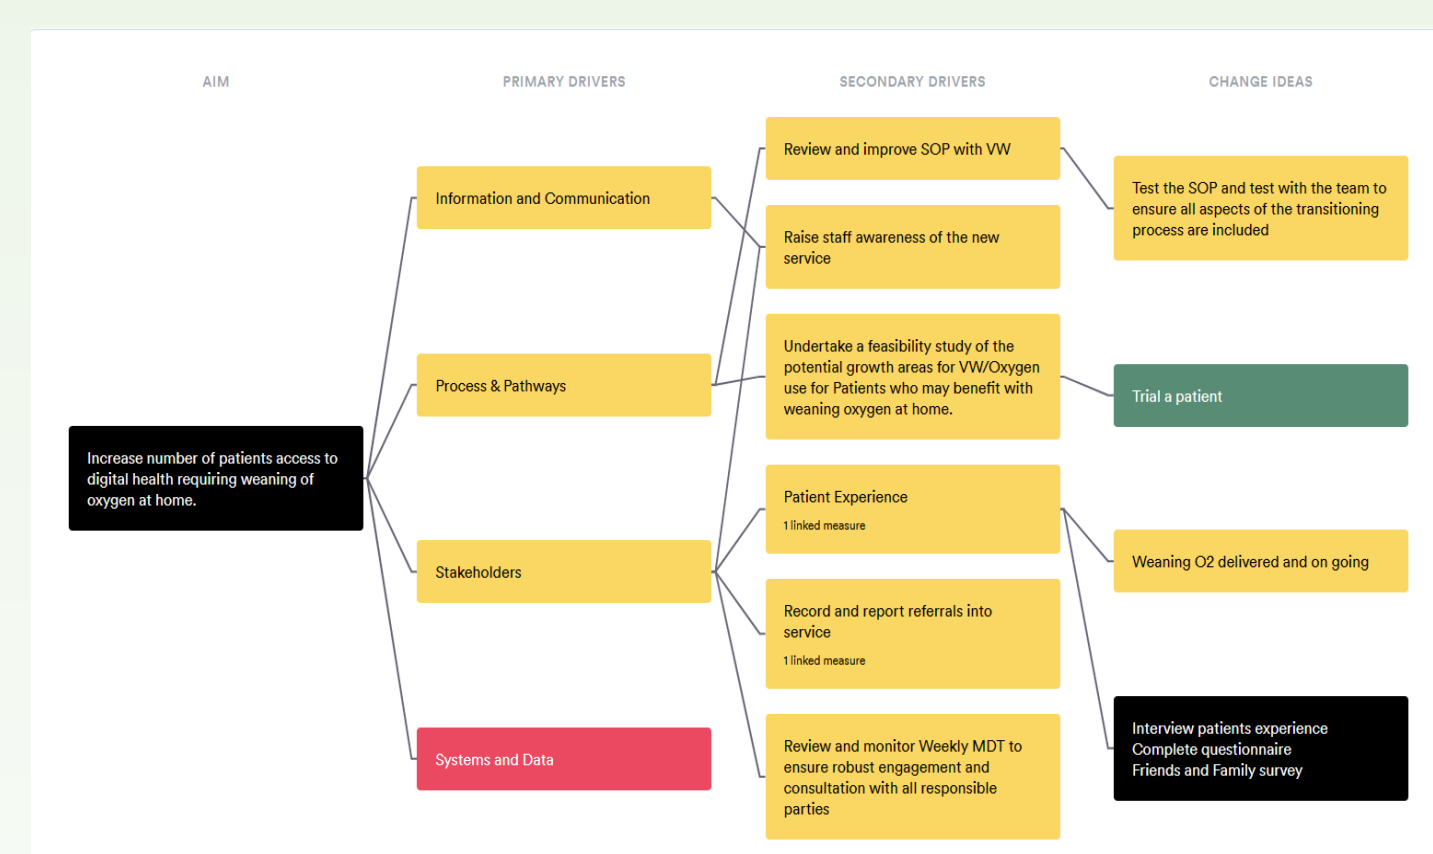 AIM
PRIMARY DRIVERS
SECONDARY DRIVERS
CHANGE IDEAS
Increase number of patients access to
digital health requiring weaning of
oxygen at home.
Information and Communication
Process & Pathways
Stakeholders
Systems and Data
Review and improve SOP with VW
Raise staff awareness of the new
service
Undertake a feasibility study of the
potential growth areas for VW/Oxygen
use for Patients who may benefit with
weaning oxygen at home.
Patient Experience
1 linked measure
Record and report referrals into
service
1 linked measure
Review and monitor Weekly MDT to
ensure robust engagement and
consultation with all responsible
parties
Test the SOP and test with the team to
ensure all aspects of the transitioning
process are included
Trial a patient
Weaning O2 delivered and on going
Interview patients experience
Complete questionnaire
Friends and Family survey